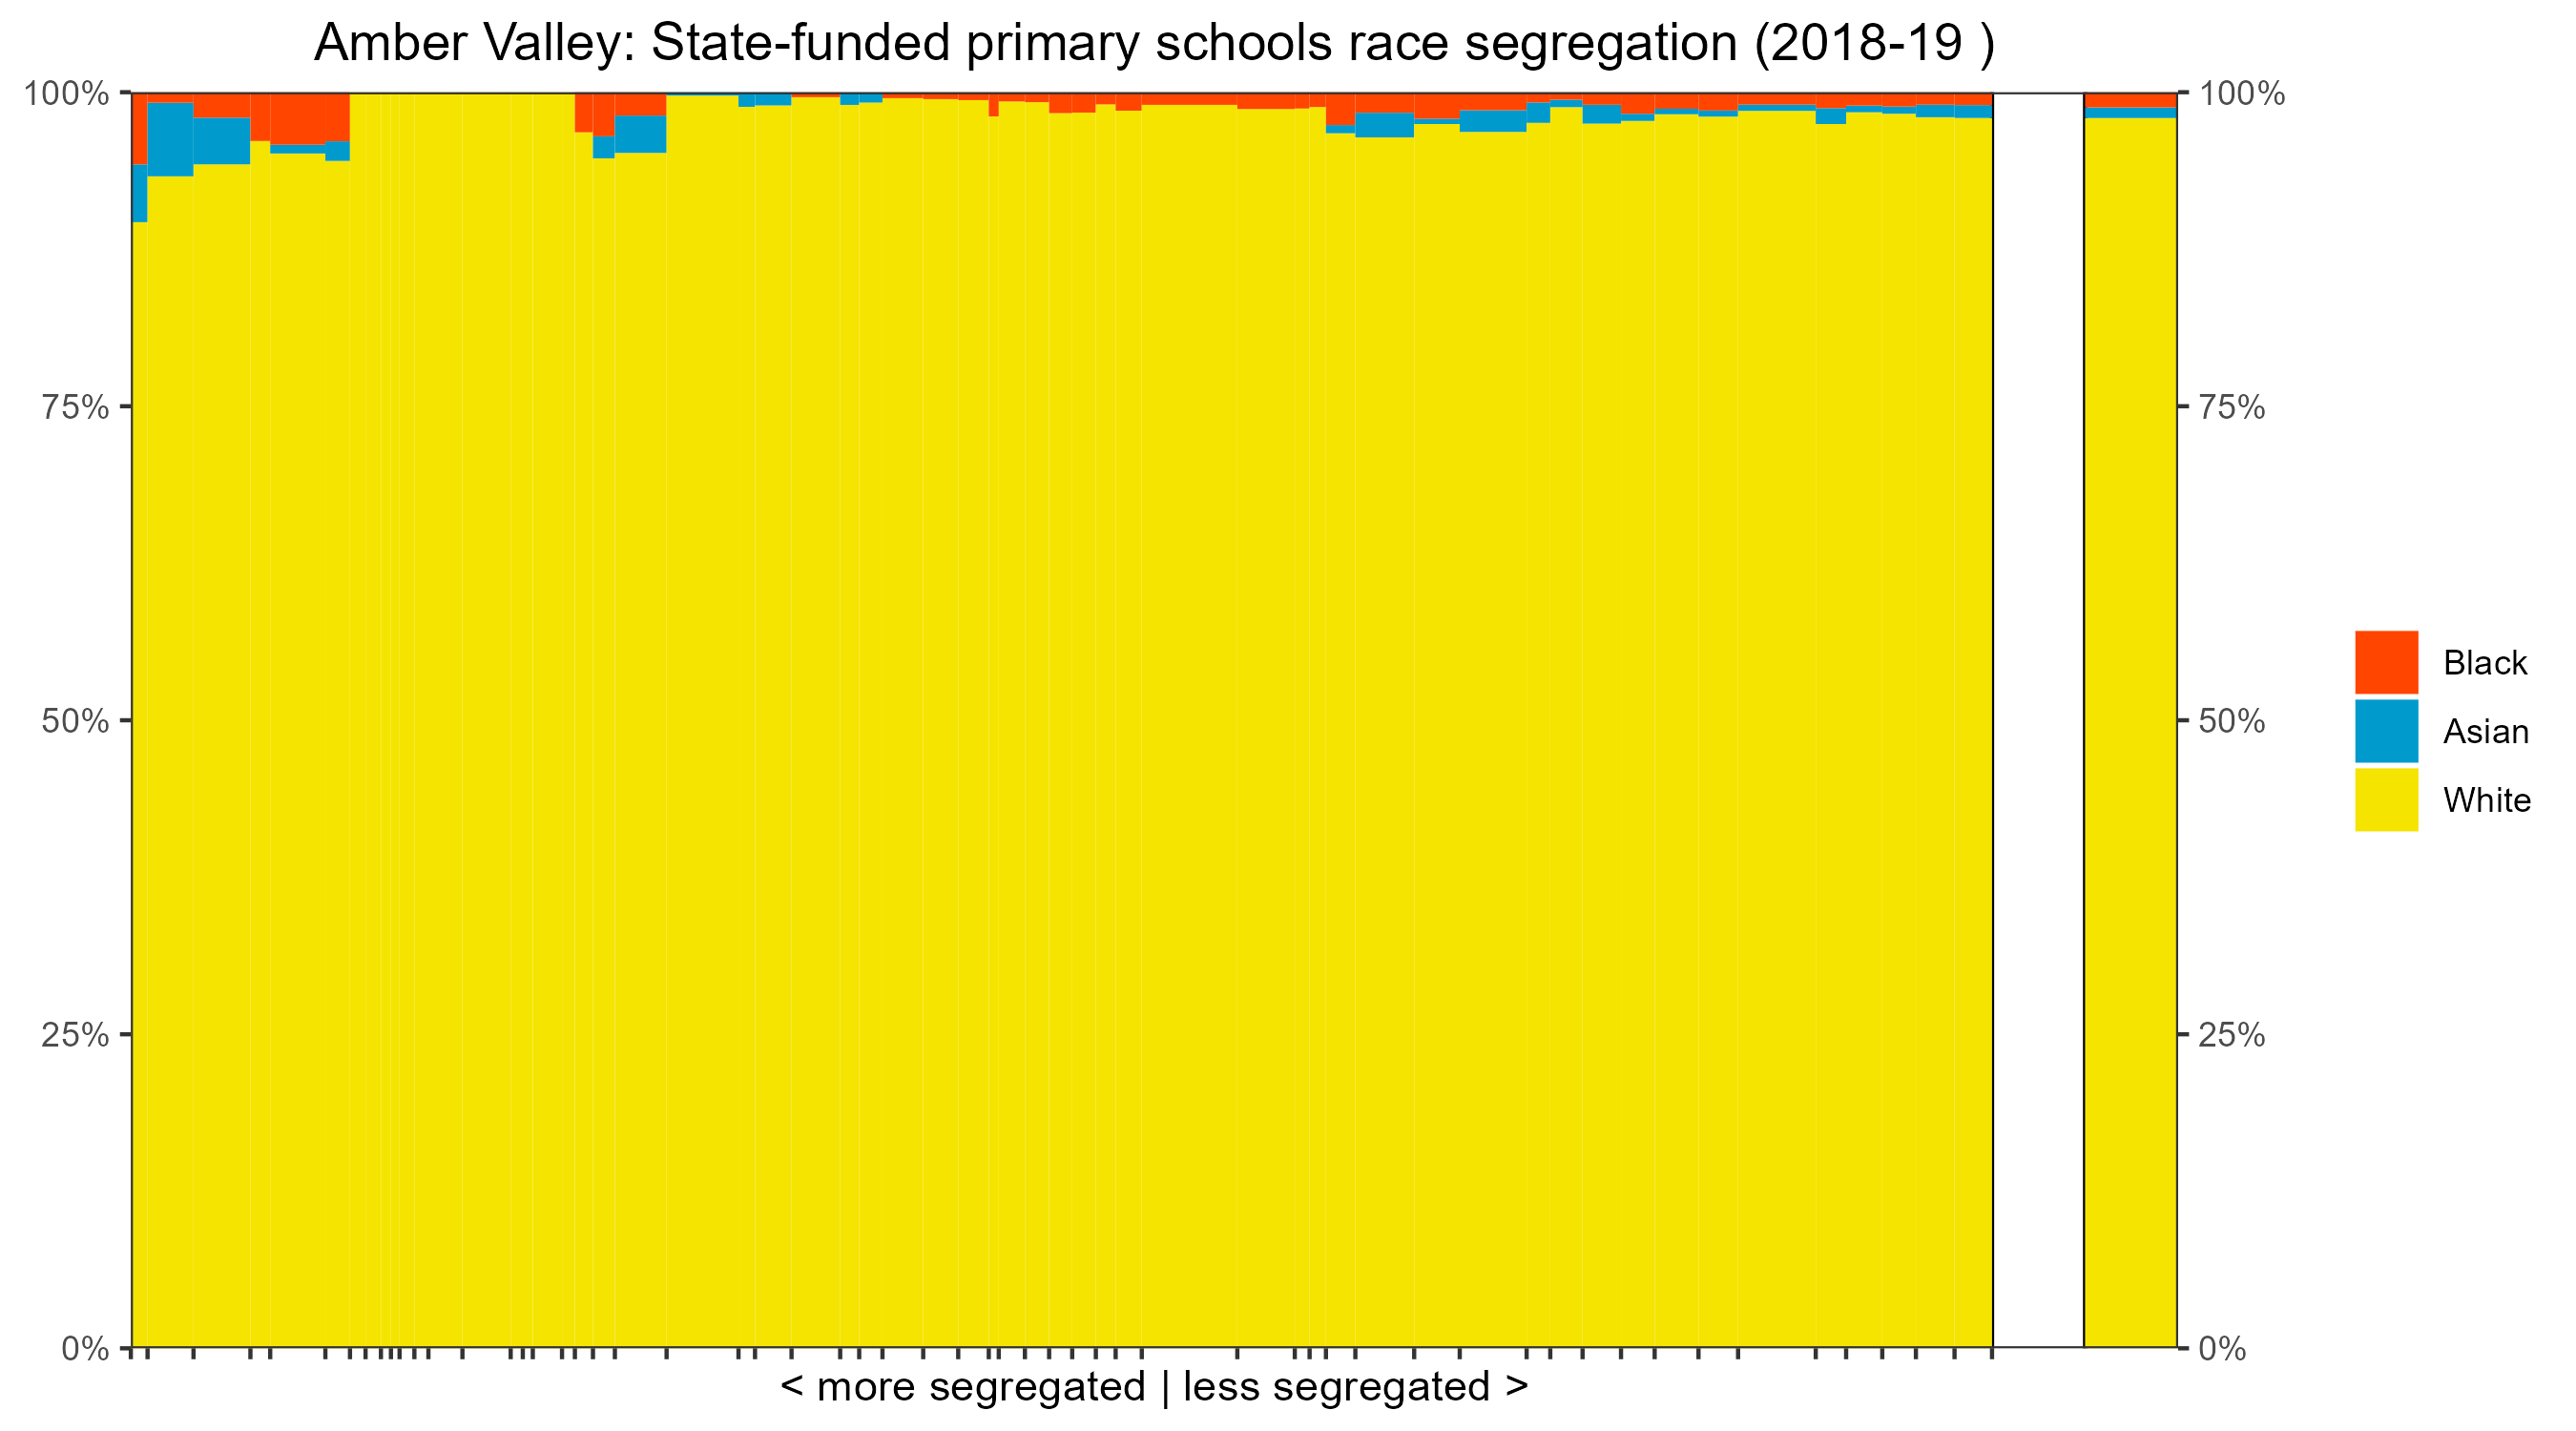 Amber Valley: State-funded primary schools race segregation (2018-19 )
100%
75%
50%
25%
0%
100%
75%
50%
25%
0%
Black
Asian
White
< more segregated | less segregated >